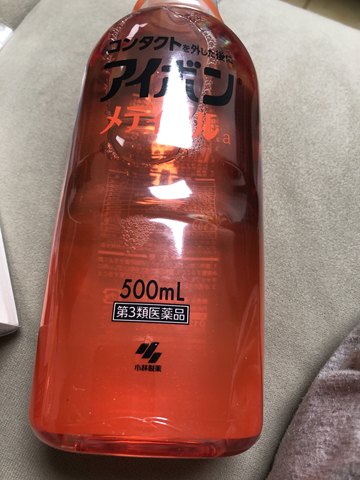 コンタクトを外した後に
アイボン
メディカル
a
500mL
第3類医薬品
小林製薬